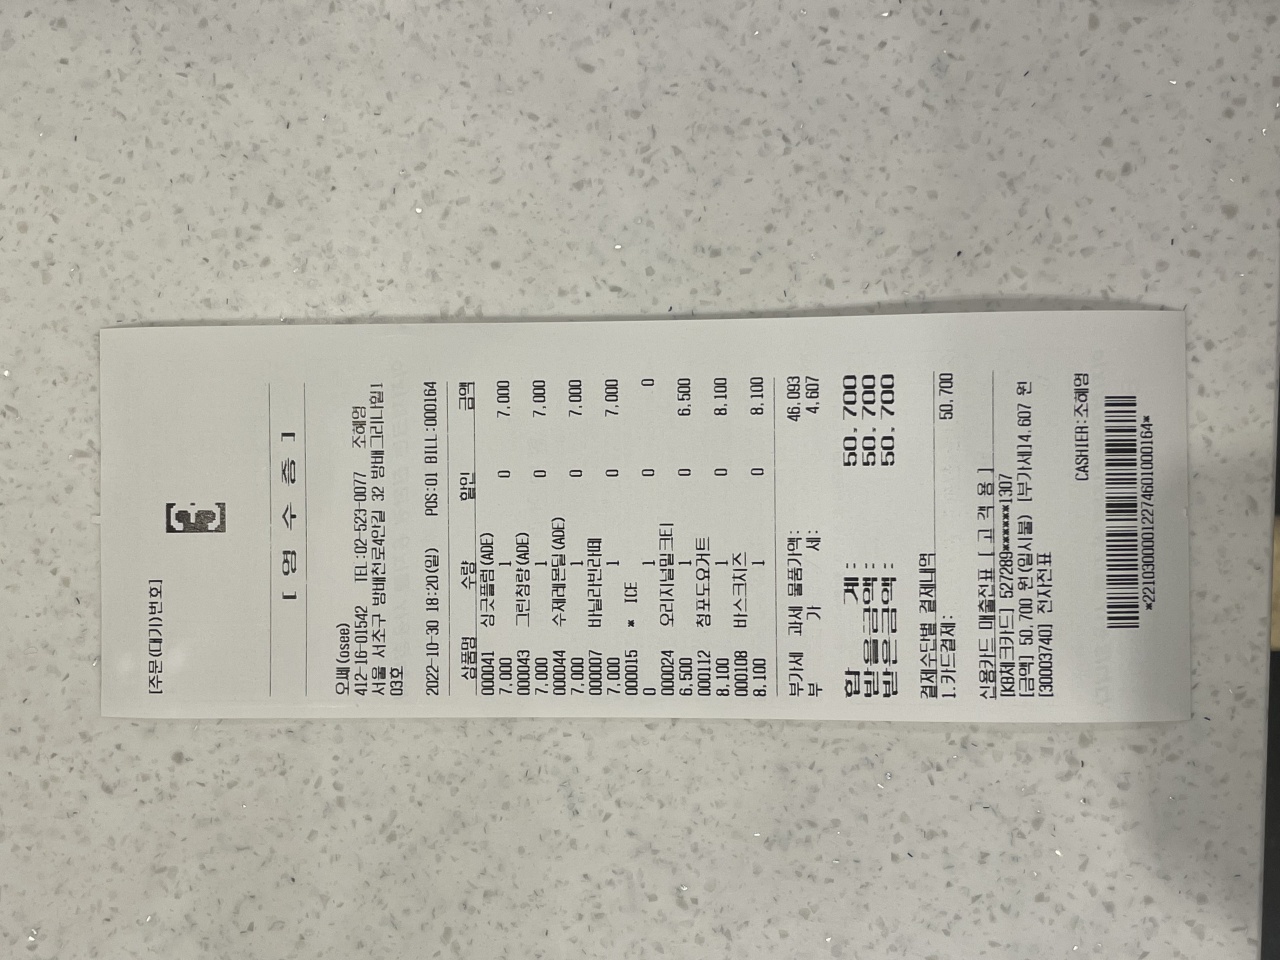 [주문(대기)번호]
[ 영 수 증 ]
오쎄(osee)
412-16-01542 TEL:02-523-0077 조혜영
서울 서초구 방배천로4안길 32 방배그리나일1
03호
2022-10-30 18:20(일) POS:01 BILL:000164
상품명 수량 할인 금액
000041 싱긋플럼(ADE)
7,000 1 0 7,000
000043 그린청량(ADE)
7,000 1 0 7,000
000044 수제레몬딜(ADE)
7,000 1 0 7,000
000007 바닐라빈라떼
7,000 1 0 7,000
000015 * ICE
0 1 0 0
000024 오리지널밀크티
6,500 1 0 6,500
000112 청포도요거트
8,100 1 0 8,100
000108 바스크치즈
8,100 1 0 8,100
부가세 과세 물품가액: 46,093
부 가 세: 4,607
합 계: 50,700
받을금액: 50,700
받은금액: 50,700
결제수단별 결제내역
1.카드결제: 50,700
신용카드 매출전표 [ 고 객 용 ]
[KB체크카드] 527289******1307
[금액] 50,700 원(일시불) [부가세]4,607 원
[30003740] 전사전표
CASHIER:조혜영
*22103000012274601000164*